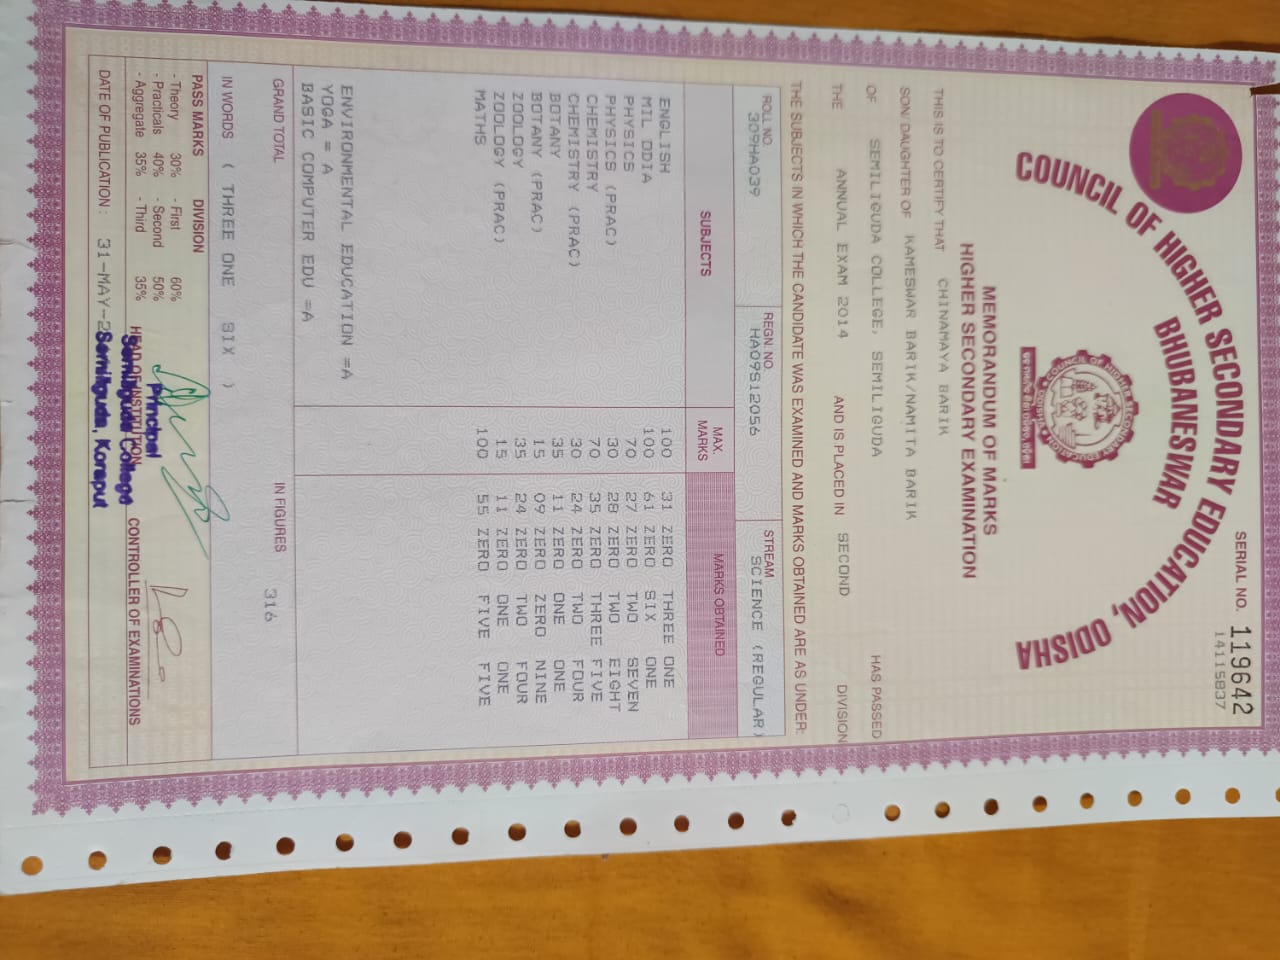 SERIAL NO. 119642
14115837
COUNCIL OF HIGHER SECONDARY EDUCATION, ODISHA
BHUBANESWAR
MEMORANDUM OF MARKS
HIGHER SECONDARY EXAMINATION
THIS IS TO CERTIFY THAT CHINAMAYA BARIK
SON/DAUGHTER OF KAMESWAR BARIK/NAMITA BARIK
OF SEMILIGUDA COLLEGE, SEMILIGUDA HAS PASSED
THE ANNUAL EXAM 2014 AND IS PLACED IN SECOND DIVISION
THE SUBJECTS IN WHICH THE CANDIDATE WAS EXAMINED AND MARKS OBTAINED ARE AS UNDER:
ROLL NO. REGN. NO. STREAM
309HA039 HA09S12056 SCIENCE (REGULAR)
SUBJECTS MAX. MARKS MARKS OBTAINED
ENGLISH 100 31 ZERO THREE ONE
MIL ODIA 100 61 ZERO SIX ONE
PHYSICS 70 27 ZERO TWO SEVEN
PHYSICS (PRAC) 30 28 ZERO TWO EIGHT
CHEMISTRY 70 35 ZERO THREE FIVE
CHEMISTRY (PRAC) 30 24 ZERO TWO FOUR
BOTANY 35 11 ZERO ONE ONE
BOTANY (PRAC) 15 09 ZERO ZERO NINE
ZOOLOGY 35 24 ZERO TWO FOUR
ZOOLOGY (PRAC) 15 11 ZERO ONE ONE
MATHS 100 55 ZERO FIVE FIVE
ENVIRONMENTAL EDUCATION =A
YOGA = A
BASIC COMPUTER EDU =A
GRAND TOTAL IN FIGURES 316
IN WORDS ( THREE ONE SIX )
PASS MARKS DIVISION
- Theory 30% - First 60%
- Practicals 40% - Second 50%
- Aggregate 35% - Third 35%
HEAD OF INSTITUTION CONTROLLER OF EXAMINATIONS
Principal
Semiliguda College
Semiliguda, Koraput
DATE OF PUBLICATION : 31-MAY-2